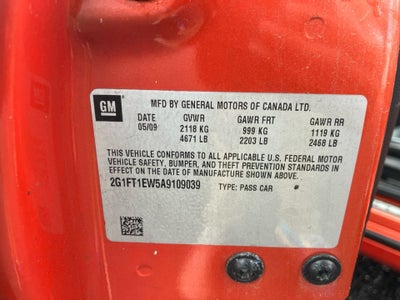 GM
MFD BY GENERAL MOTORS OF CANADA LTD.
DATE GVWR GAWR FRT GAWR RR
05/09 2118 KG 999 KG 1119 KG
4671 LB 2203 LB 2468 LB
THIS VEHICLE CONFORMS TO ALL APPLICABLE U.S. FEDERAL MOTOR
VEHICLE SAFETY, BUMPER, AND THEFT PREVENTION STANDARDS IN
EFFECT ON THE DATE OF MANUFACTURE SHOWN ABOVE.
2G1FT1EW5A9109039 TYPE: PASS CAR